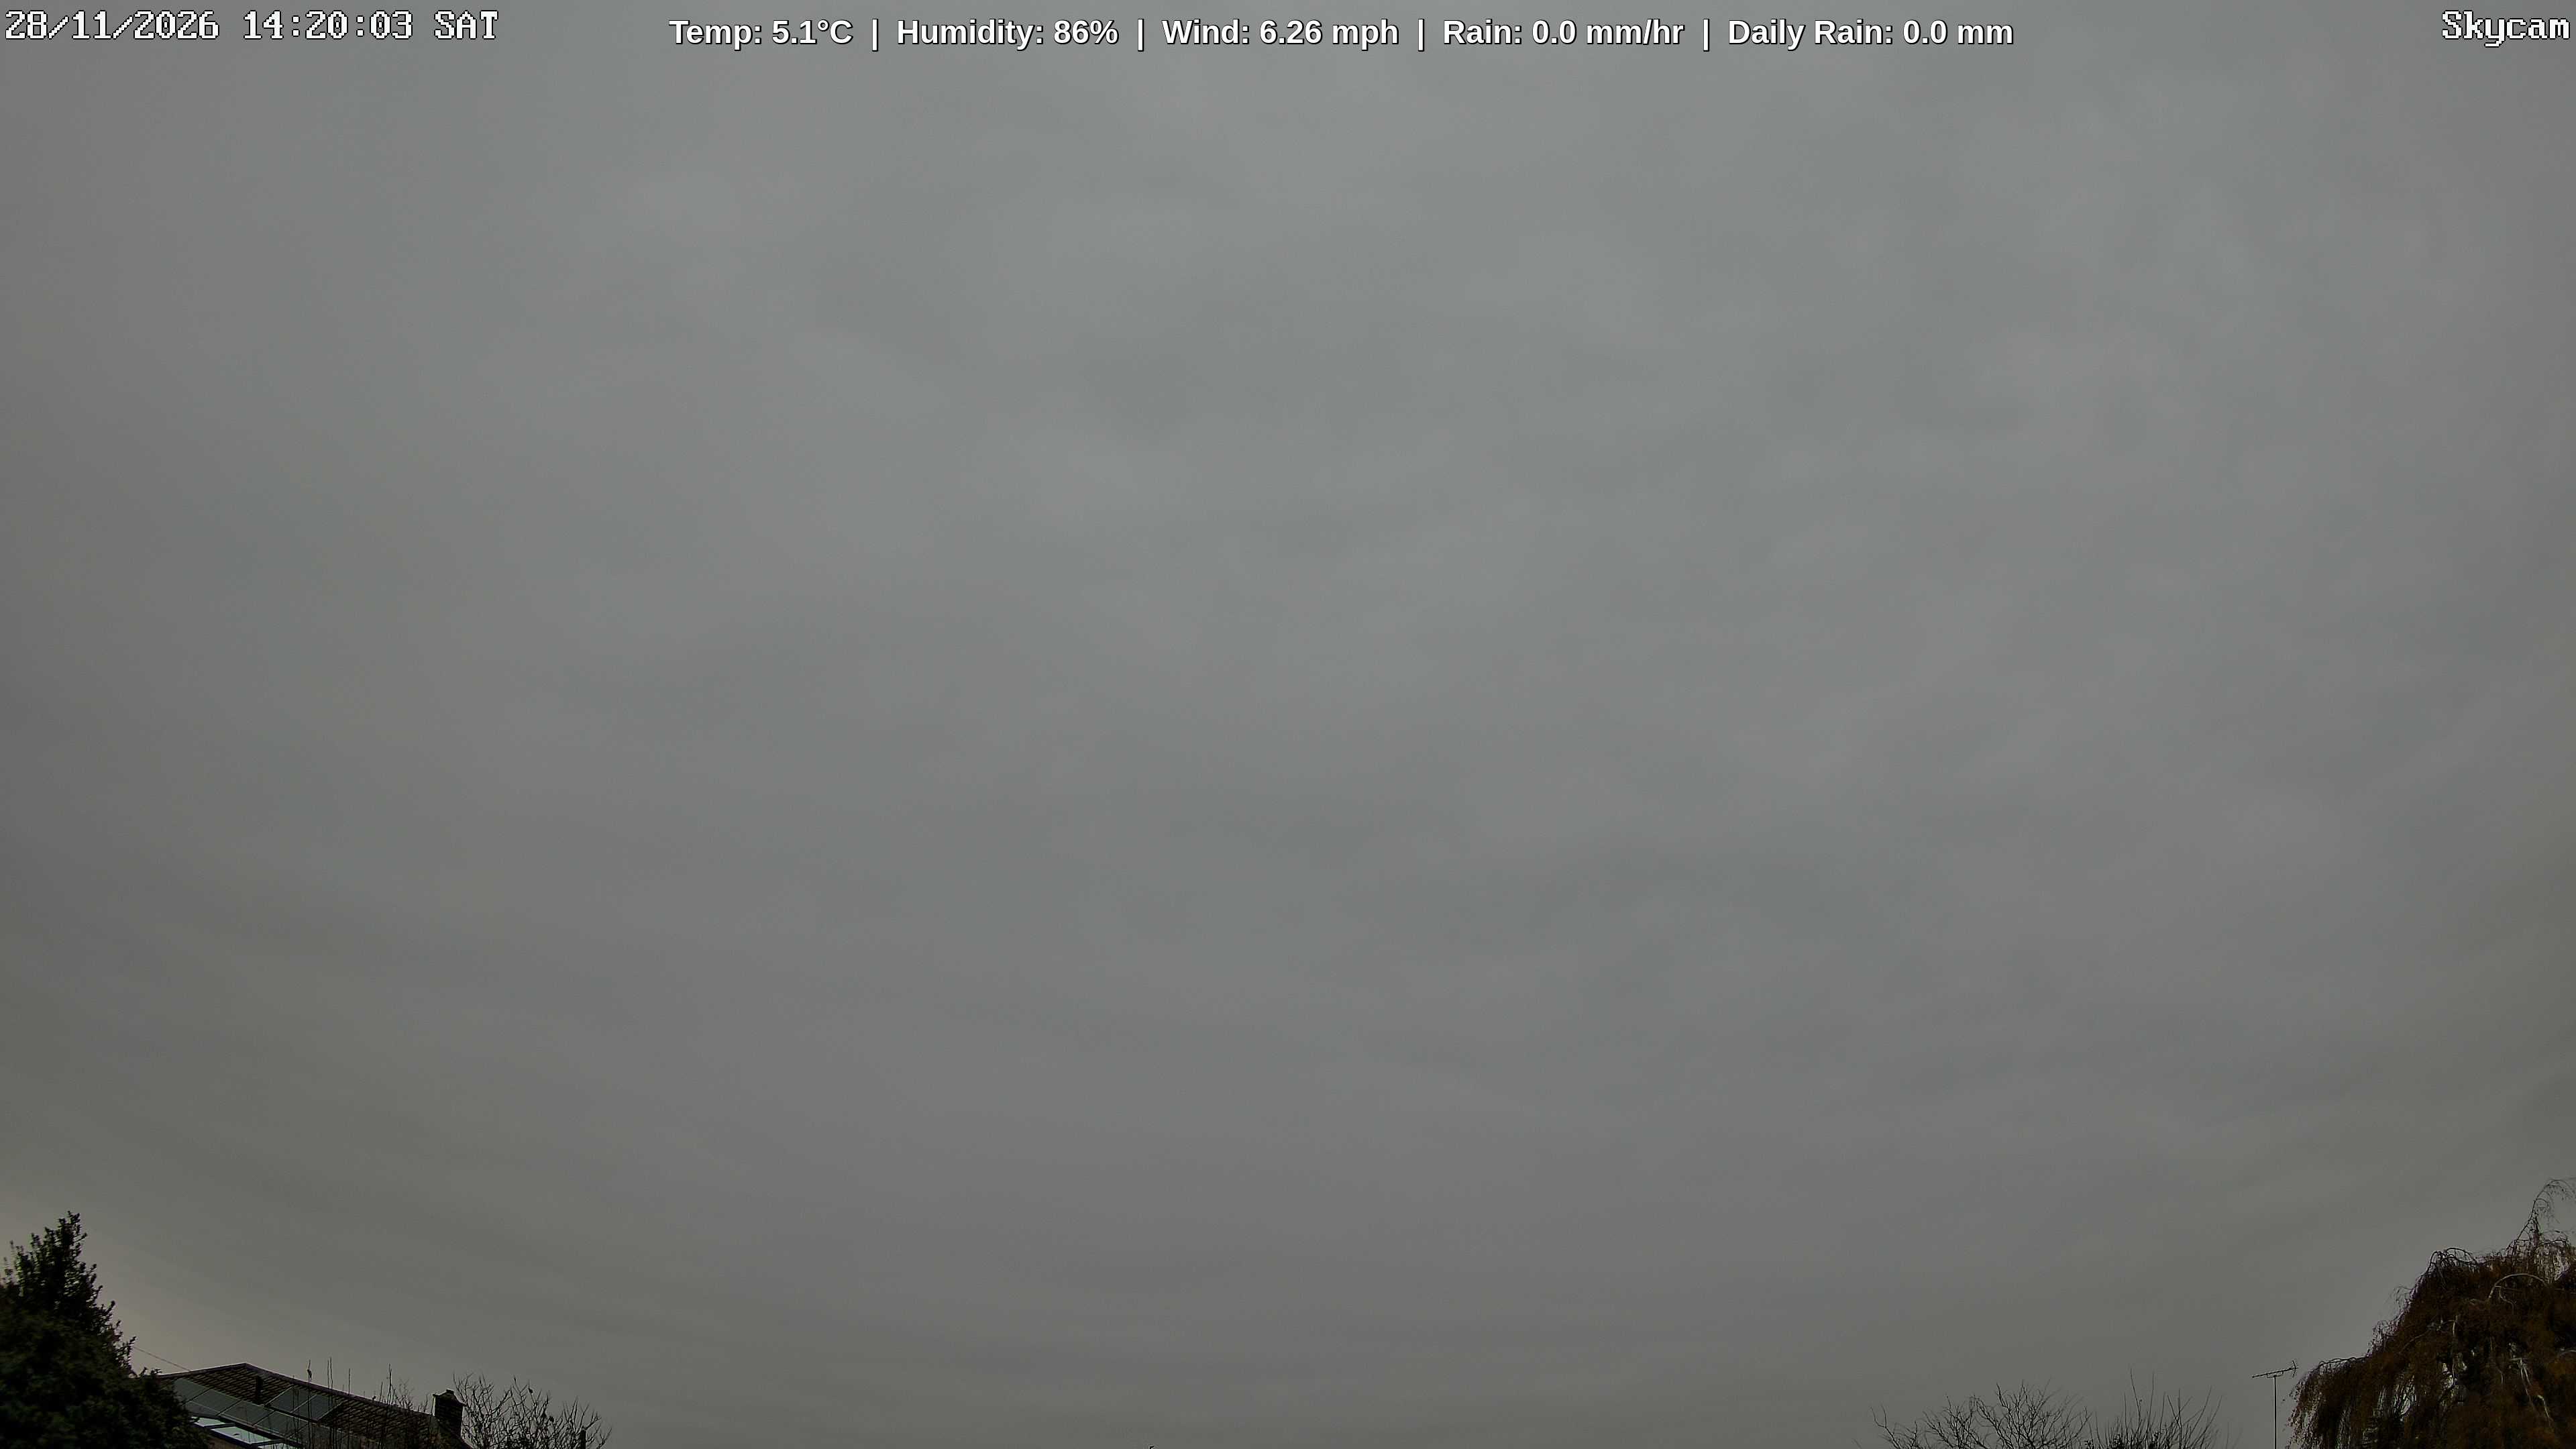 28/11/2026 14:20:03 SAT
Temp: 5.1°C | Humidity: 86% | Wind: 6.26 mph | Rain: 0.0 mm/hr | Daily Rain: 0.0 mm
Skycam